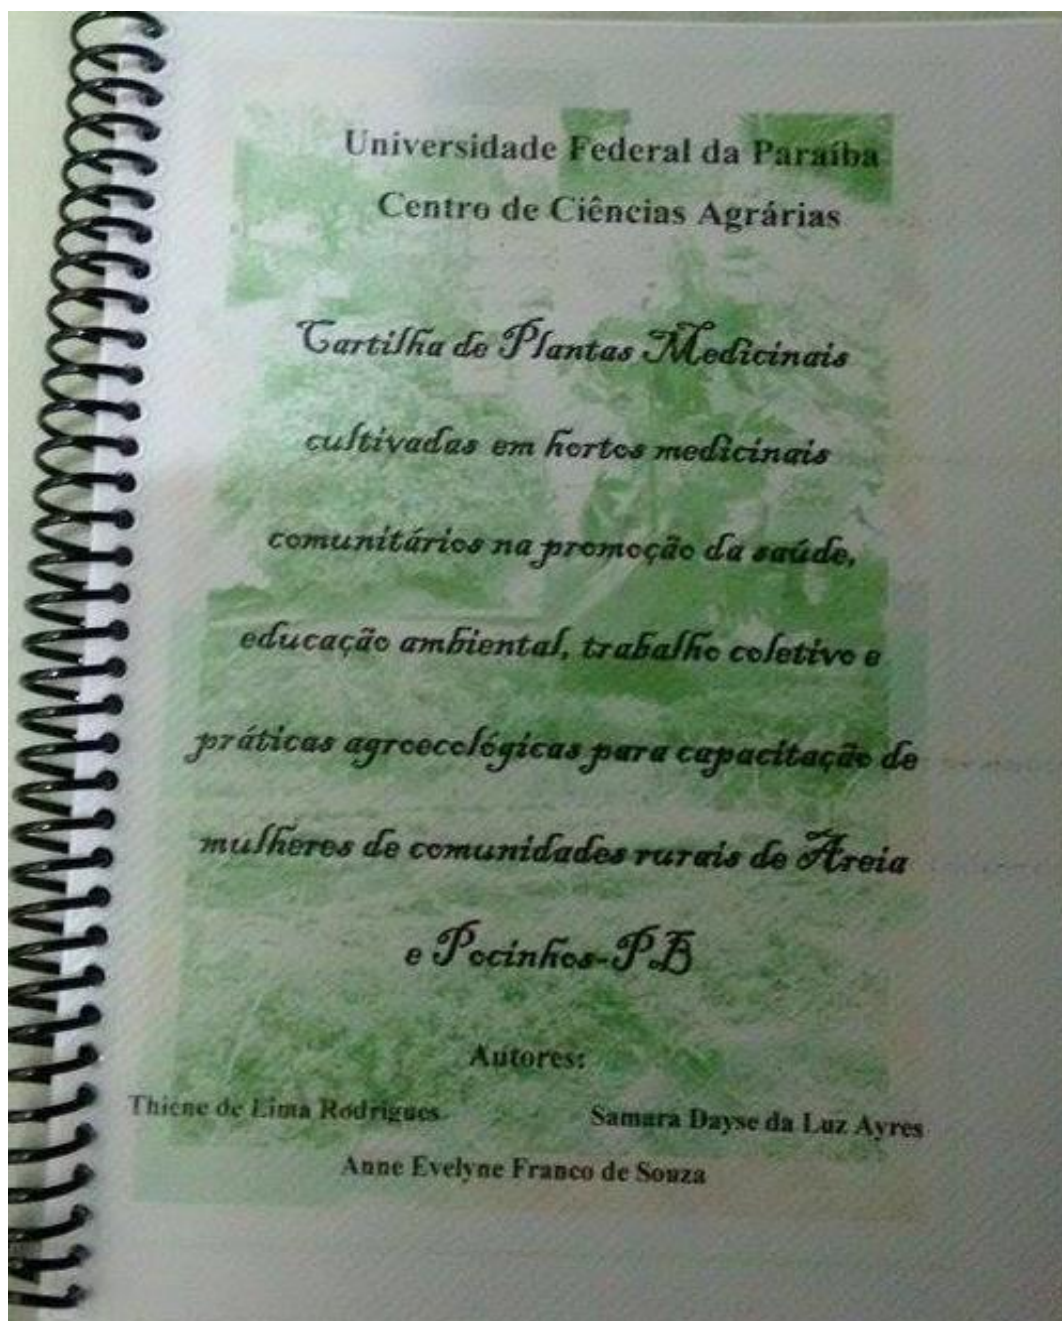 Universidade Federal da Paraíba
Centro de Ciências Agrárias
Cartilha de Plantas Medicinais
cultivadas em hortos medicinais
comunitários na promoção da saúde,
educação ambiental, trabalho coletivo e
práticas agroecológicas para capacitação de
mulheres de comunidades rurais de Areia
e Pocinhos-PB
Autores:
Thiene de Lima Rodrigues Samara Dayse da Luz Ayres
Anne Evelyne Franco de Souza